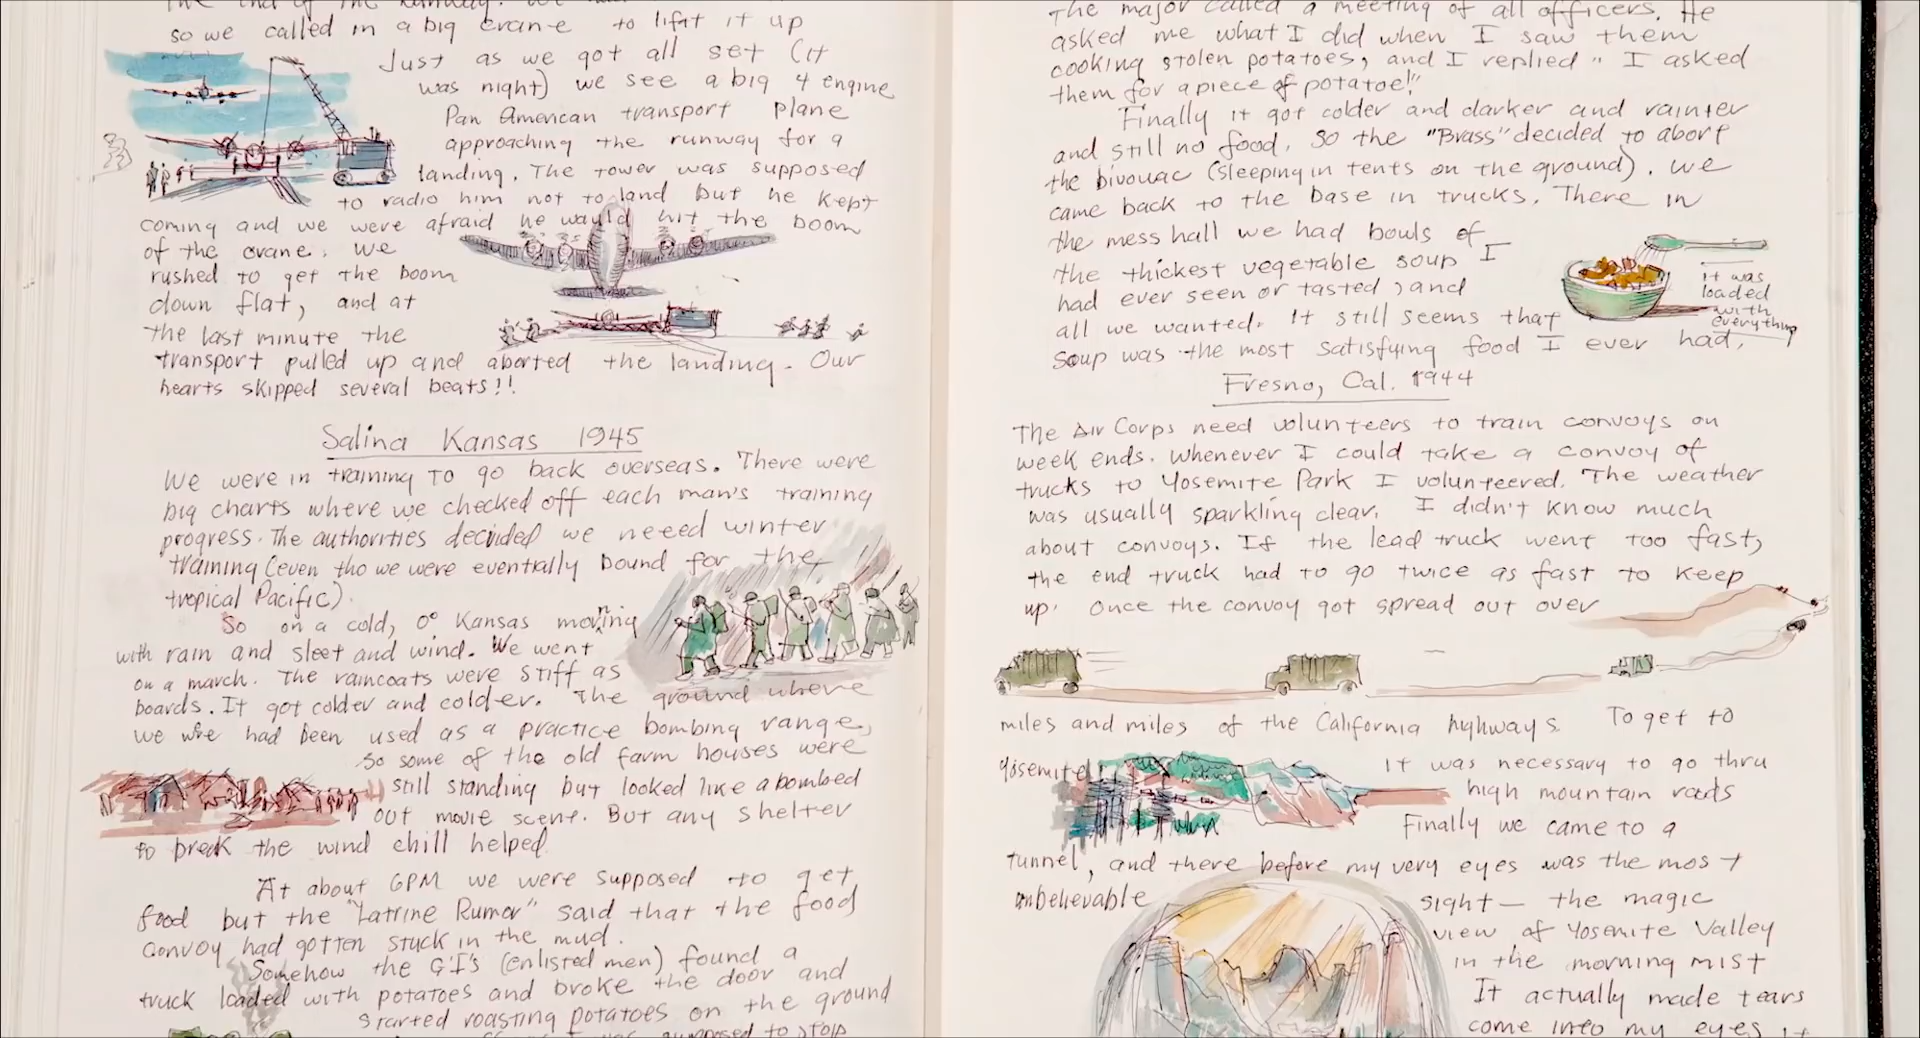 the end of the runway. We had
so we called in a big crane to lift it up
Just as we got all set (it
was night) we see a big 4 engine
Pan American transport plane
approaching the runway for a
landing. The tower was supposed
to radio him not to land but he kept
coming and we were afraid he would hit the boom
of the crane. We
rushed to get the boom
down flat, and at
the last minute the
transport pulled up and aborted the landing. Our
hearts skipped several beats!!
Salina Kansas 1945
We were in training to go back overseas. There were
big charts where we checked off each man's training
progress. The authorities decided we neeed winter
training (even tho we were eventially bound for the
tropical Pacific).
So on a cold, 0° Kansas morning
with rain and sleet and wind. We went
on a march. The raincoats were stiff as
boards. It got colder and colder. The ground where
we were had been used as a practice bombing range,
so some of the old farm houses were
still standing but looked like a bombed
out movie scene. But any shelter
to break the wind chill helped.
At about 6PM we were supposed to get
food but the "Latrine Rumor" said that the food
convoy had gotten stuck in the mud.
Somehow the G.I's (enlisted men) found a
truck loaded with potatoes and broke the door and
started roasting potatoes on the ground
I was supposed to stop
The major called a meeting of all officers. He
asked me what I did when I saw them
cooking stolen potatoes, and I replied "I asked
them for a piece of potatoe!"
Finally it got colder and darker and rainier
and still no food. So the "Brass" decided to abort
the bivouac (sleeping in tents on the ground). We
came back to the base in trucks. There in
the mess hall we had bowls of
the thickest vegetable soup I
had ever seen or tasted, and
all we wanted. It still seems that
soup was the most satisfying food I ever had.
It was
loaded
with
everything
Fresno, Cal. 1944
The Air Corps need volunteers to train convoys on
week ends. Whenever I could take a convoy of
trucks to Yosemite Park I volunteered. The weather
was usually sparkling clear. I didn't know much
about convoys. If the lead truck went too fast,
the end truck had to go twice as fast to keep
up. Once the convoy got spread out over
miles and miles of the California highways. To get to
Yosemite it was necessary to go thru
high mountain roads
Finally we came to a
tunnel, and there before my very eyes was the most
unbelievable sight— the magic
view of Yosemite Valley
in the morning mist
It actually made tears
come into my eyes it